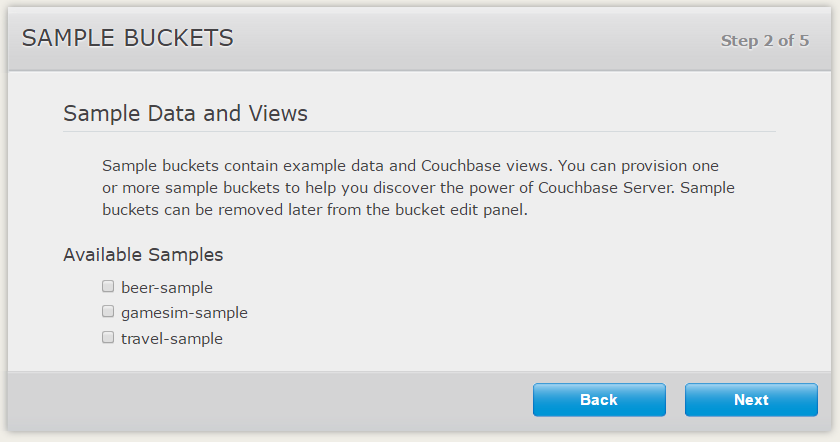 SAMPLE BUCKETS
Step 2 of 5
Sample Data and Views
Sample buckets contain example data and Couchbase views. You can provision one
or more sample buckets to help you discover the power of Couchbase Server. Sample
buckets can be removed later from the bucket edit panel.
Available Samples
beer-sample
gamesim-sample
travel-sample
Back
Next